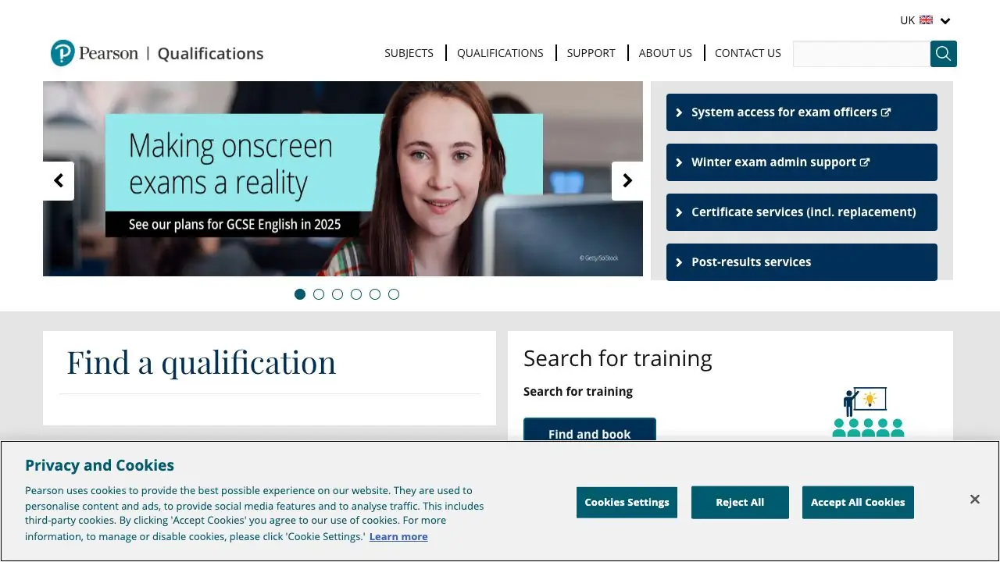 UK
Pearson | Qualifications
SUBJECTS
QUALIFICATIONS
SUPPORT
ABOUT US
CONTACT US
Making onscreen
exams a reality
See our plans for GCSE English in 2025
© Getty/SolStock
System access for exam officers
Winter exam admin support
Certificate services (incl. replacement)
Post-results services
Find a qualification
Search for training
Search for training
Find and book
Privacy and Cookies
Pearson uses cookies to provide the best possible experience on our website. They are used to
personalise content and ads, to provide social media features and to analyse traffic. This includes
third-party cookies. By clicking 'Accept Cookies' you agree to our use of cookies. For more
information, to manage or disable cookies, please click 'Cookie Settings.' Learn more
Cookies Settings
Reject All
Accept All Cookies